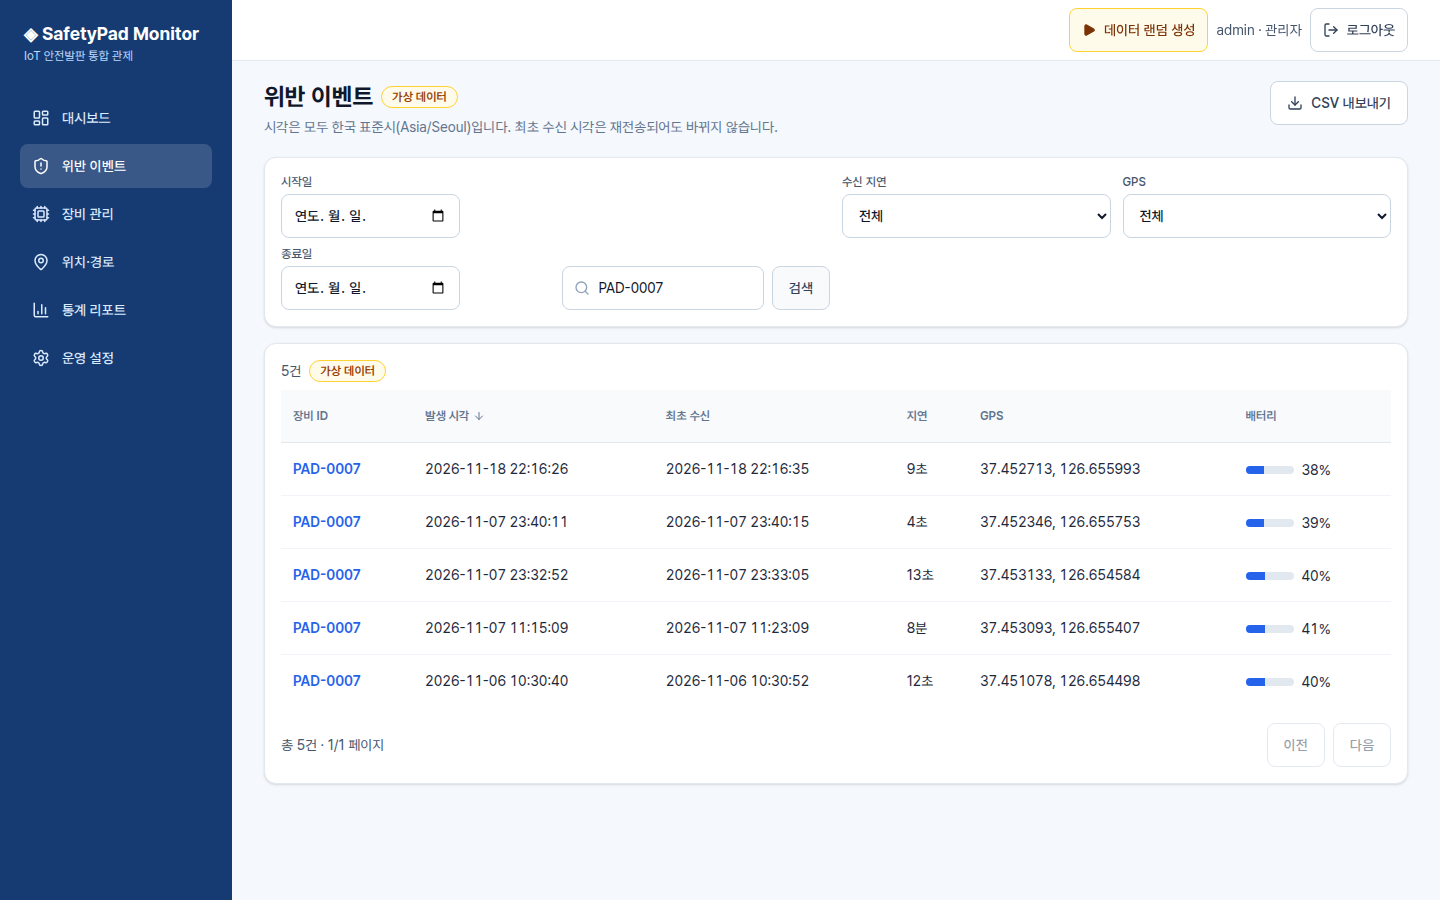 ◈ SafetyPad Monitor
IoT 안전발판 통합 관제
대시보드
위반 이벤트
장비 관리
위치·경로
통계 리포트
운영 설정
데이터 랜덤 생성
admin · 관리자
로그아웃
위반 이벤트 가상 데이터
시각은 모두 한국 표준시(Asia/Seoul)입니다. 최초 수신 시각은 재전송되어도 바뀌지 않습니다.
CSV 내보내기
시작일
연도. 월. 일.
종료일
연도. 월. 일.
PAD-0007
검색
수신 지연
전체
GPS
전체
5건 가상 데이터
장비 ID 발생 시각 ↓ 최초 수신 지연 GPS 배터리
PAD-0007 2026-11-18 22:16:26 2026-11-18 22:16:35 9초 37.452713, 126.655993 38%
PAD-0007 2026-11-07 23:40:11 2026-11-07 23:40:15 4초 37.452346, 126.655753 39%
PAD-0007 2026-11-07 23:32:52 2026-11-07 23:33:05 13초 37.453133, 126.654584 40%
PAD-0007 2026-11-07 11:15:09 2026-11-07 11:23:09 8분 37.453093, 126.655407 41%
PAD-0007 2026-11-06 10:30:40 2026-11-06 10:30:52 12초 37.451078, 126.654498 40%
총 5건 · 1/1 페이지
이전
다음